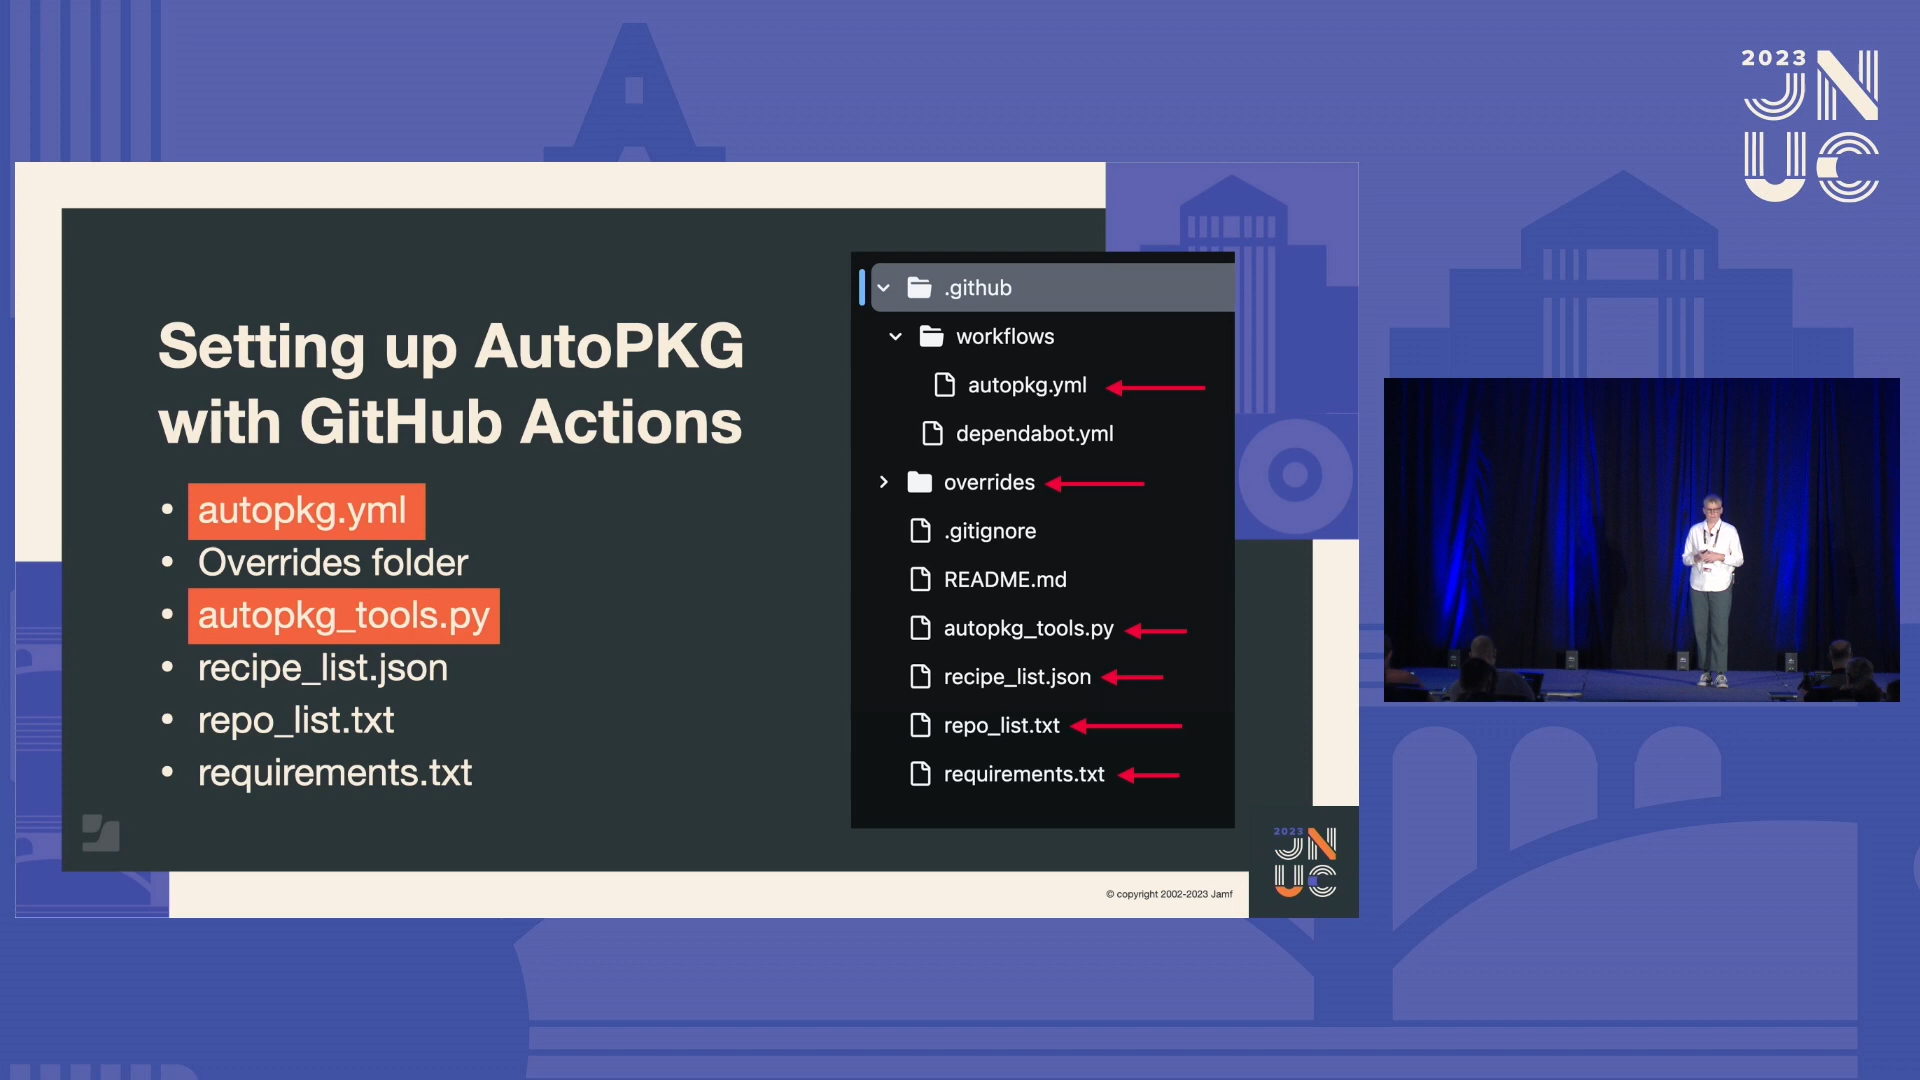 2023
JN
UC
Setting up AutoPKG
with GitHub Actions
• autopkg.yml
• Overrides folder
• autopkg_tools.py
• recipe_list.json
• repo_list.txt
• requirements.txt
.github
workflows
autopkg.yml
dependabot.yml
overrides
.gitignore
README.md
autopkg_tools.py
recipe_list.json
repo_list.txt
requirements.txt
© copyright 2002-2023 Jamf
2023
JN
UC